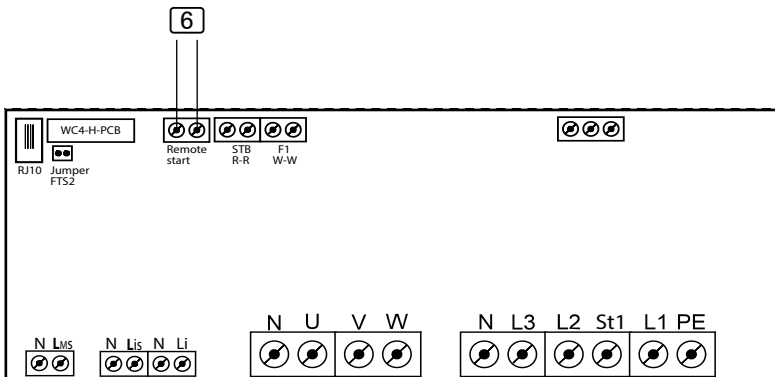 6
WC4-H-PCB
RJ10
Jumper
FTS2
Remote
start
STB
R-R
F1
W-W
N LMS
N Lis N Li
N U V W
N L3 L2 St1 L1 PE